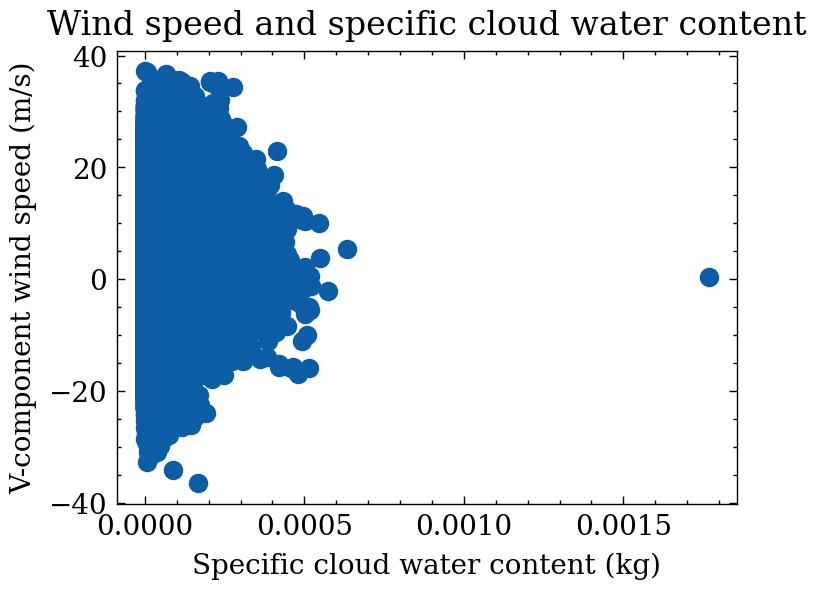 Wind speed and specific cloud water content
40
20
0
−20
−40
V-component wind speed (m/s)
0.0000 0.0005 0.0010 0.0015
Specific cloud water content (kg)